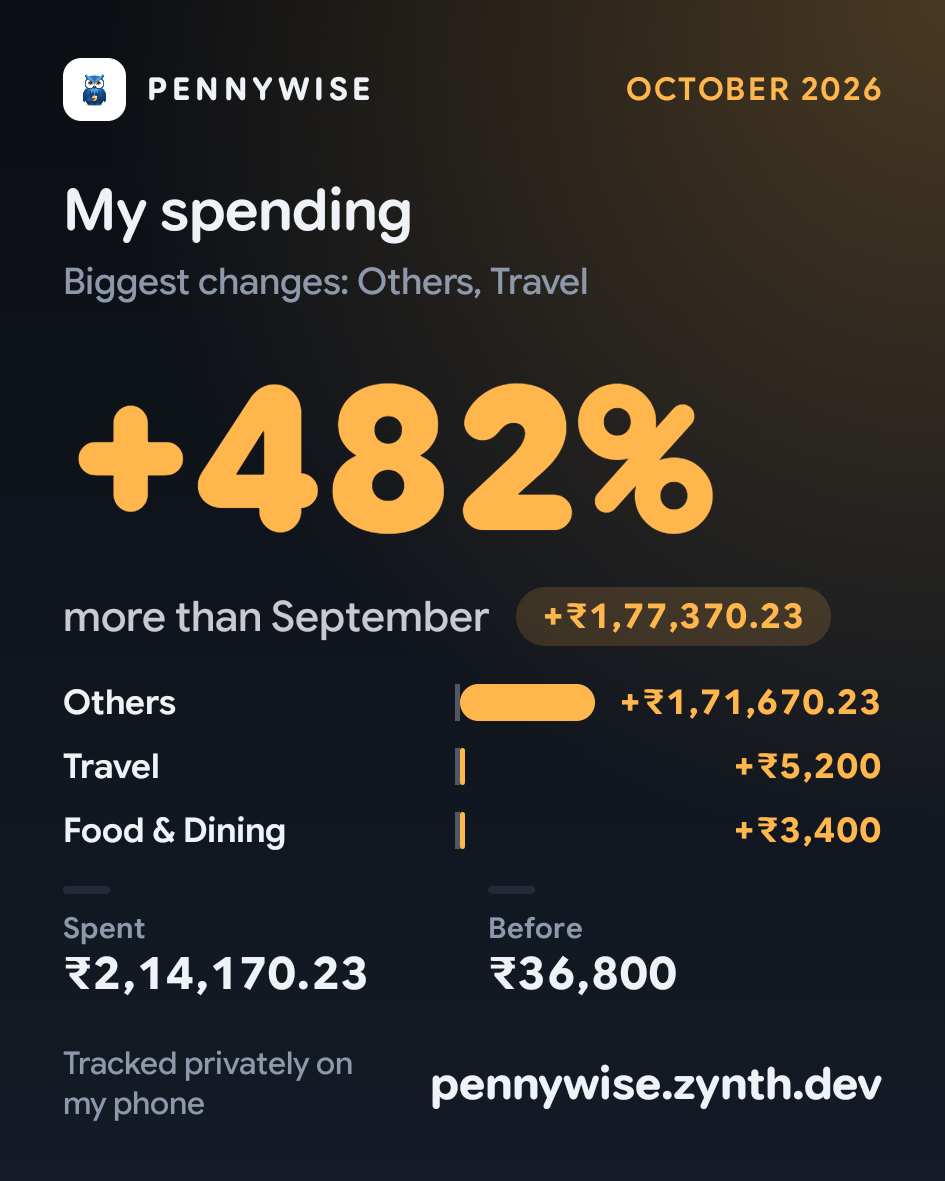 PENNYWISE
OCTOBER 2026
My spending
Biggest changes: Others, Travel
+482%
more than September +₹1,77,370.23
Others +₹1,71,670.23
Travel +₹5,200
Food & Dining +₹3,400
Spent Before
₹2,14,170.23 ₹36,800
Tracked privately on
my phone
pennywise.zynth.dev